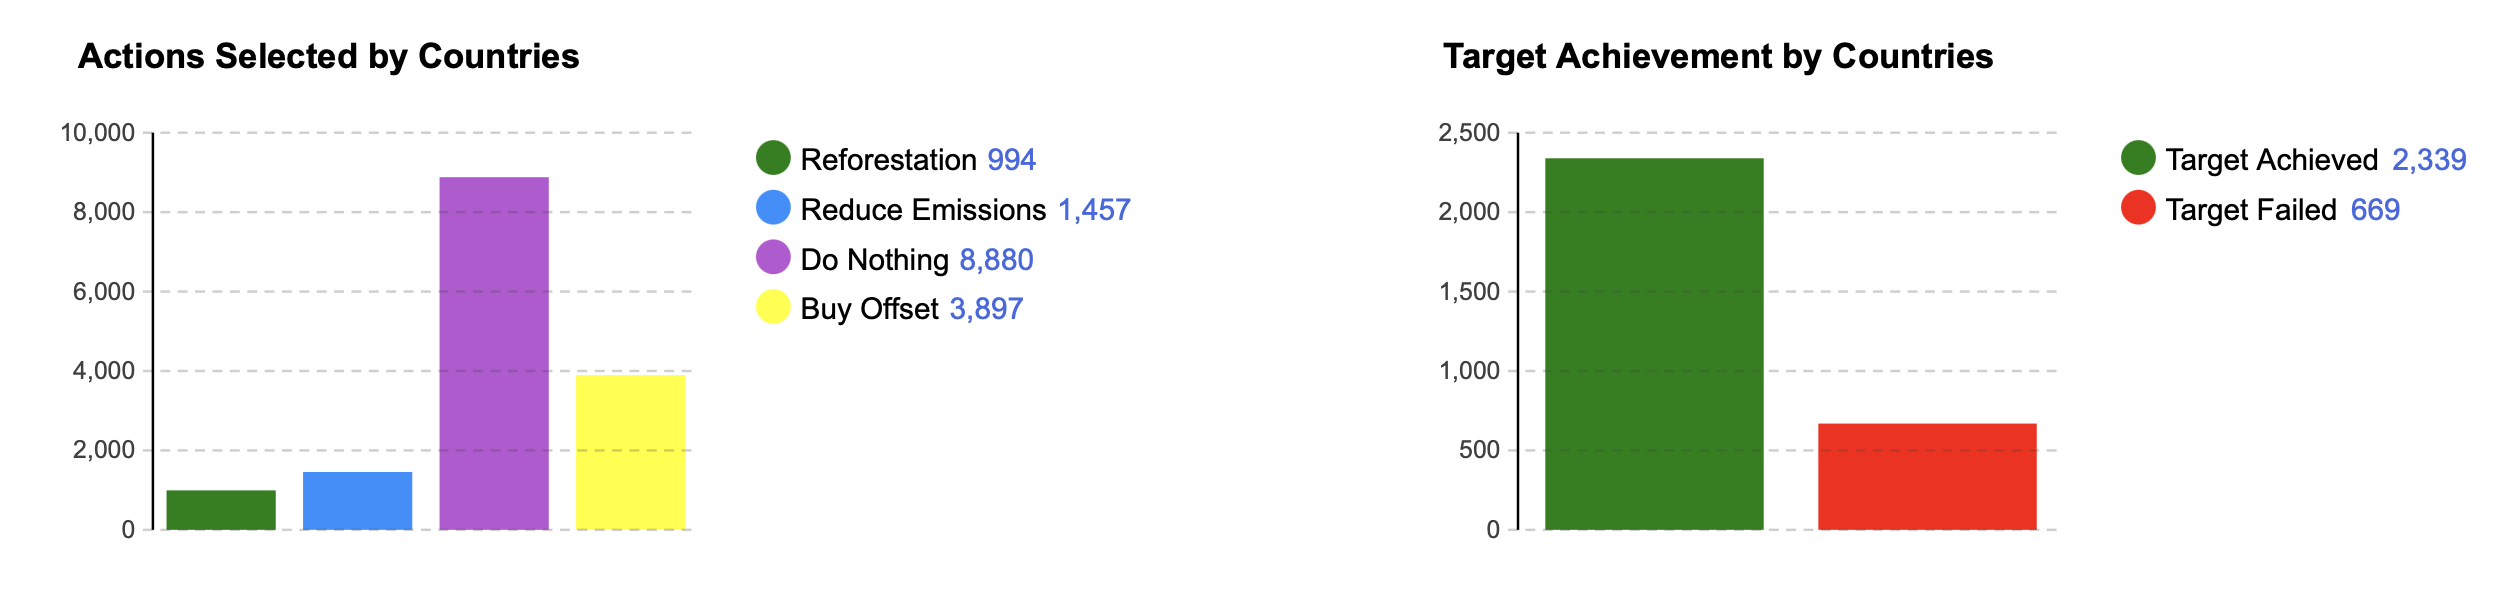 Actions Selected by Countries
10,000
8,000
6,000
4,000
2,000
0
Reforestation 994
Reduce Emissions 1,457
Do Nothing 8,880
Buy Offset 3,897
Target Achievement by Countries
2,500
2,000
1,500
1,000
500
0
Target Achieved 2,339
Target Failed 669